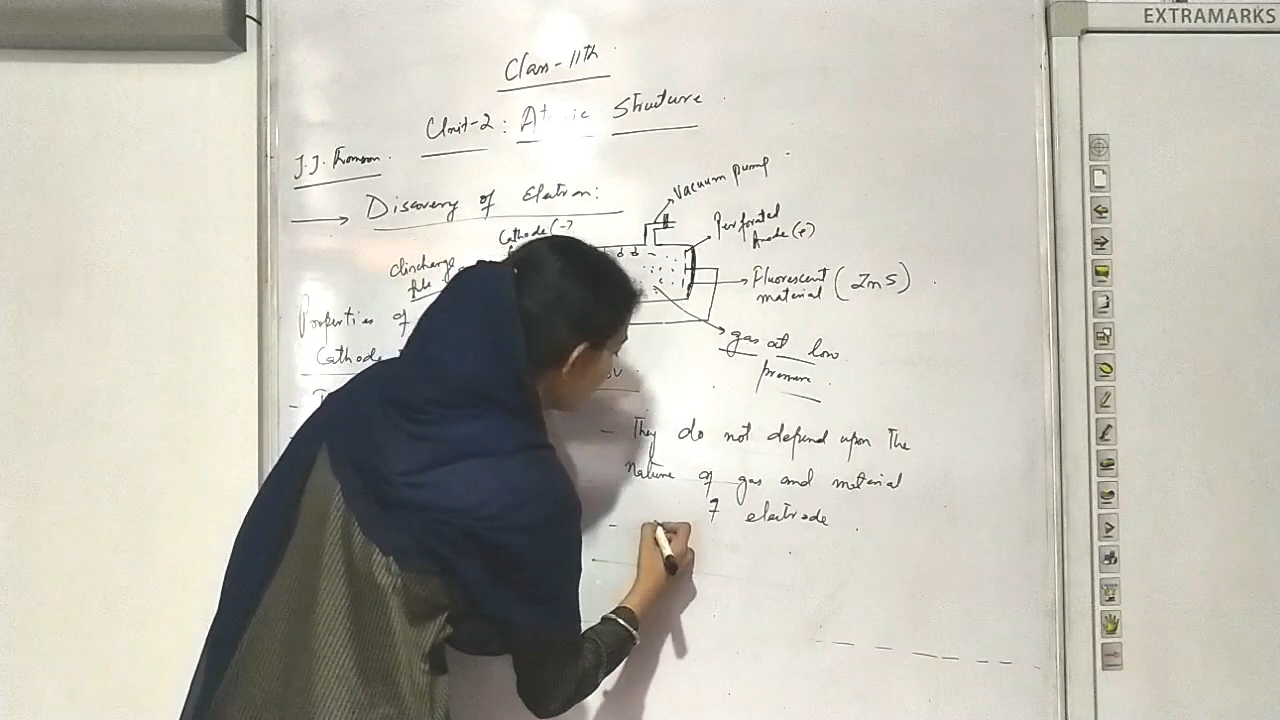 EXTRAMARKS
Class-11th
Unit-2: Atomic Structure
J.J. Thomson.
Discovery of Electron:
Vacuum pump
Cathode (-)
Perforated
Anode (+)
discharge
tube
Fluorescent
material (ZnS)
gas at low
pressure.
Properties of
Cathode
V
- They do not depend upon the
nature of gas and material
of electrode.
-